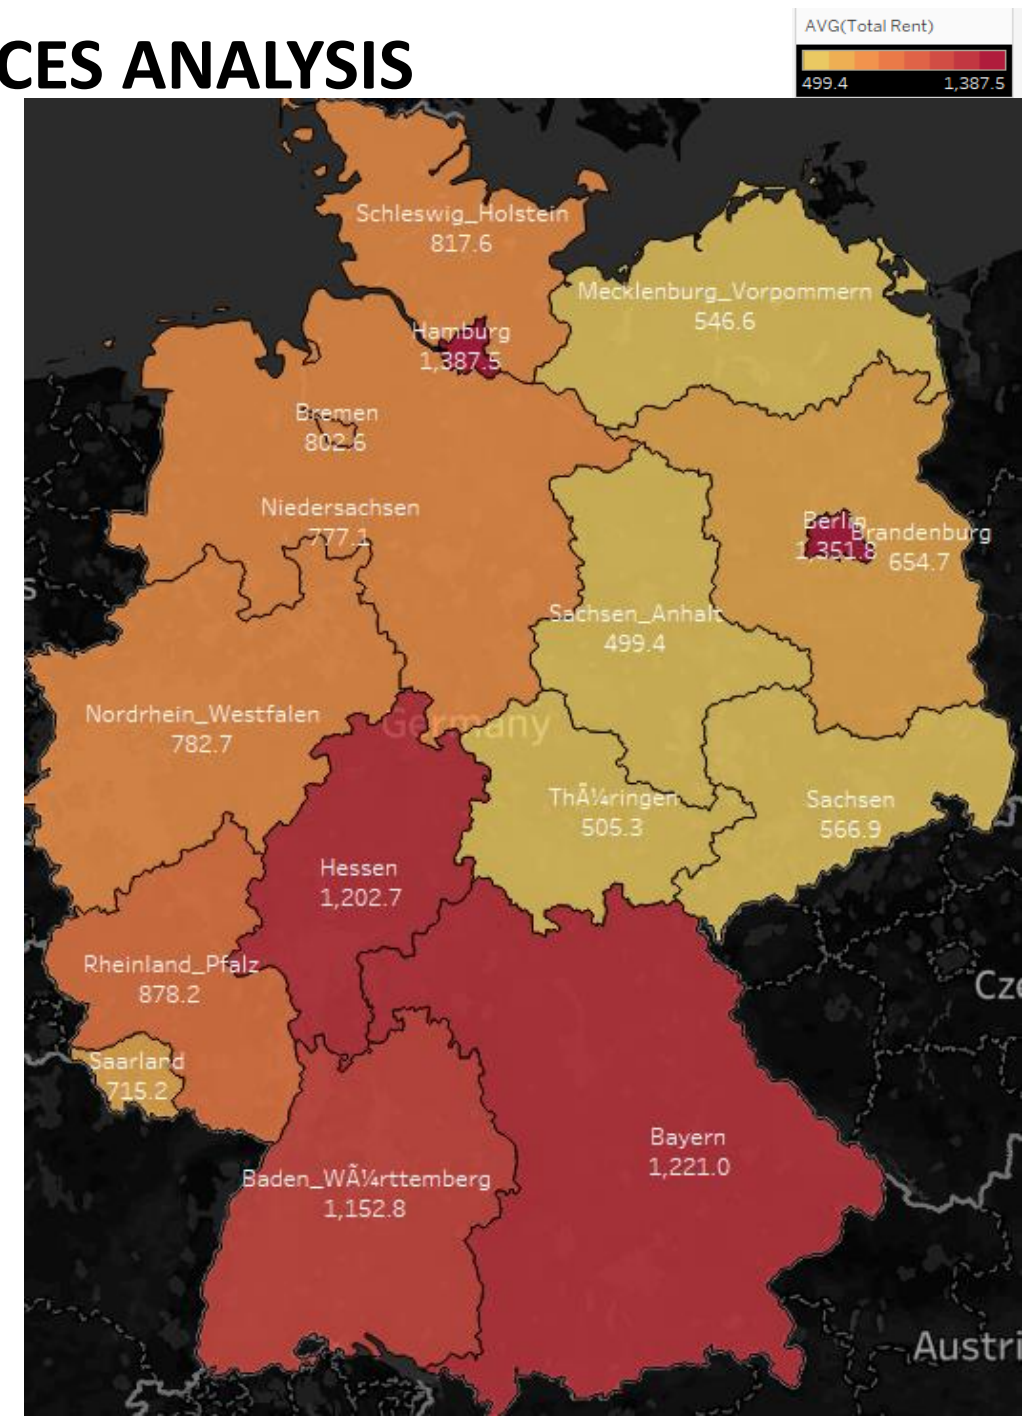 CES ANALYSIS
AVG(Total Rent)
499.4 1,387.5
Schleswig_Holstein
817.6
Mecklenburg_Vorpommern
546.6
Hamburg
1,387.5
Bremen
802.6
Niedersachsen
777.1
Berlin
1,351.8
Brandenburg
654.7
s
Sachsen_Anhalt
499.4
Nordrhein_Westfalen
782.7
Germany
ThÃ¼ringen
505.3
Sachsen
566.9
Hessen
1,202.7
Rheinland_Pfalz
878.2
Cze
Saarland
715.2
Bayern
1,221.0
Baden_WÃ¼rttemberg
1,152.8
Austri